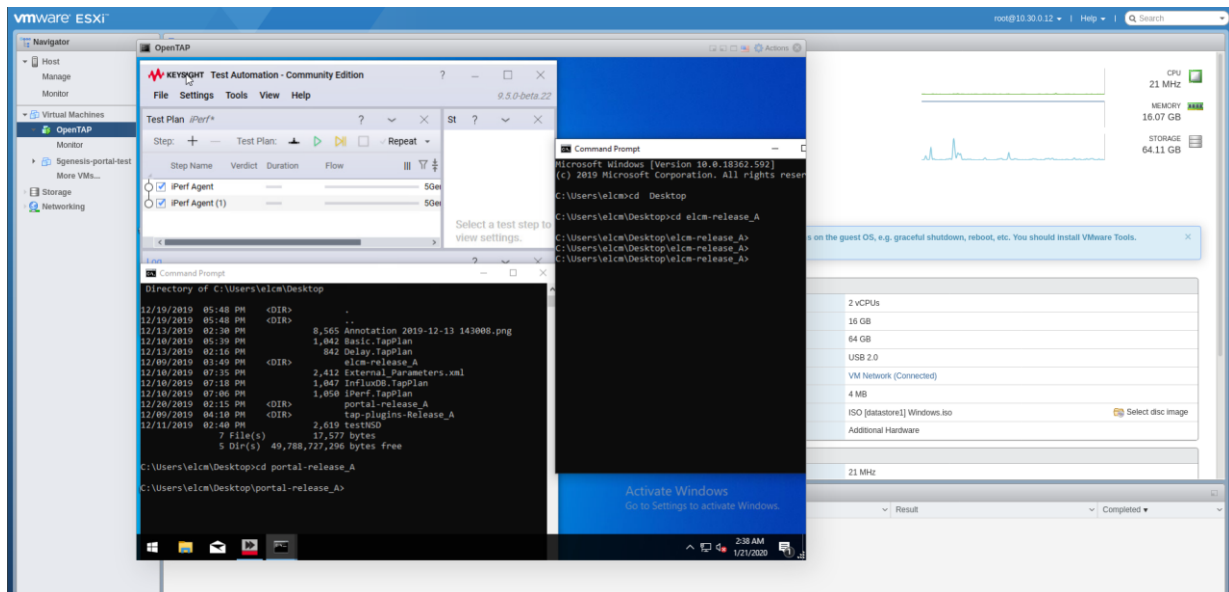 vmware ESXi
root@10.30.0.12 | Help | Search
Navigator
Host
Manage
Monitor
Virtual Machines
OpenTAP
Monitor
5genesis-portal-test
More VMs...
Storage
Networking
OpenTAP
Actions
KEYSIGHT Test Automation - Community Edition
File Settings Tools View Help
9.5.0-beta.22
Test Plan iPerf*
St
Step: Test Plan: Repeat
Step Name Verdict Duration Flow
iPerf Agent 5Ge
iPerf Agent (1) 5Ge
Select a test step to
view settings.
Log
Command Prompt
Directory of C:\Users\elcm\Desktop
12/19/2019 05:48 PM <DIR> .
12/19/2019 05:48 PM <DIR> ..
12/13/2019 02:30 PM 8,565 Annotation 2019-12-13 143008.png
12/10/2019 05:39 PM 1,042 Basic.TapPlan
12/13/2019 02:16 PM 842 Delay.TapPlan
12/09/2019 03:49 PM <DIR> elcm-release_A
12/10/2019 07:35 PM 2,412 External_Parameters.xml
12/10/2019 07:18 PM 1,047 InfluxDB.TapPlan
12/10/2019 07:06 PM 1,050 iPerf.TapPlan
12/20/2019 02:15 PM <DIR> portal-release_A
12/09/2019 04:10 PM <DIR> tap-plugins-Release_A
12/11/2019 02:40 PM 2,619 testNSD
7 File(s) 17,577 bytes
5 Dir(s) 49,788,727,296 bytes free
C:\Users\elcm\Desktop>cd portal-release_A
C:\Users\elcm\Desktop\portal-release_A>
Command Prompt
Microsoft Windows [Version 10.0.18362.592]
(c) 2019 Microsoft Corporation. All rights reser
C:\Users\elcm>cd Desktop
C:\Users\elcm\Desktop>cd elcm-release_A
C:\Users\elcm\Desktop\elcm-release_A>
C:\Users\elcm\Desktop\elcm-release_A>
C:\Users\elcm\Desktop\elcm-release_A>
Activate Windows
Go to Settings to activate Windows.
2:38 AM
1/21/2020
CPU
21 MHz
MEMORY
16.07 GB
STORAGE
64.11 GB
s on the guest OS, e.g. graceful shutdown, reboot, etc. You should install VMware Tools.
2 vCPUs
16 GB
64 GB
USB 2.0
VM Network (Connected)
4 MB
ISO [datastore1] Windows.iso
Select disc image
Additional Hardware
21 MHz
Result
Completed